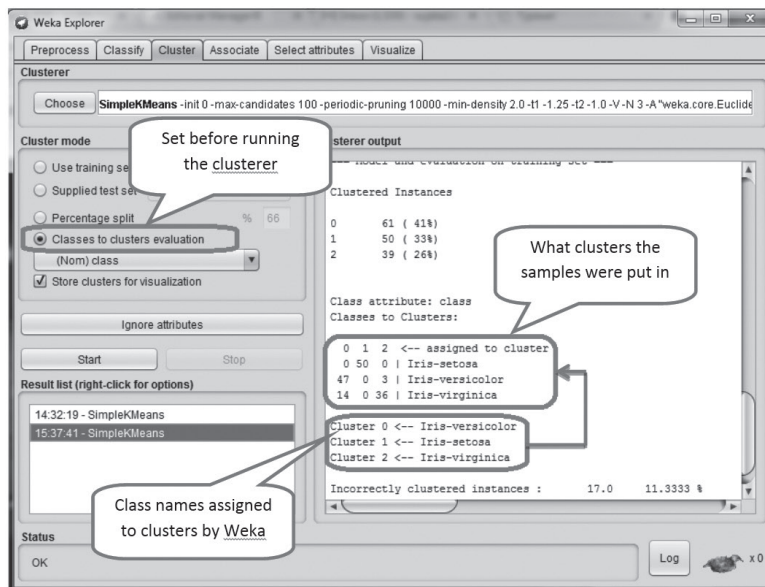 Weka Explorer
Preprocess Classify Cluster Associate Select attributes Visualize
Clusterer
Choose SimpleKMeans -init 0 -max-candidates 100 -periodic-pruning 10000 -min-density 2.0 -t1 -1.25 -t2 -1.0 -V -N 3 -A "weka.core.Euclide
Cluster mode
Use training se
Supplied test set
Percentage split % 66
Classes to clusters evaluation
(Nom) class
Store clusters for visualization
Ignore attributes
Start Stop
Result list (right-click for options)
14:32:19 - SimpleKMeans
15:37:41 - SimpleKMeans
Set before running
the clusterer
sterer output
=== Model and evaluation on training set ===
Clustered Instances
0 61 ( 41%)
1 50 ( 33%)
2 39 ( 26%)
What clusters the
samples were put in
Class attribute: class
Classes to Clusters:
0 1 2 <-- assigned to cluster
0 50 0 | Iris-setosa
47 0 3 | Iris-versicolor
14 0 36 | Iris-virginica
Cluster 0 <-- Iris-versicolor
Cluster 1 <-- Iris-setosa
Cluster 2 <-- Iris-virginica
Incorrectly clustered instances : 17.0 11.3333 %
Class names assigned
to clusters by Weka
Status
OK
Log
x 0